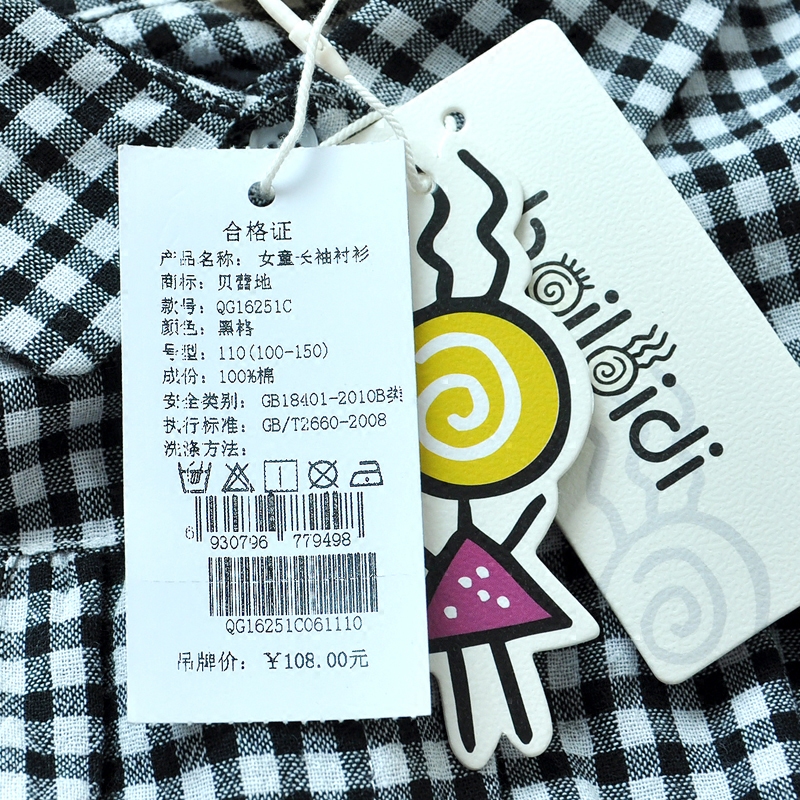 合格证
产品名称: 女童长袖衬衫
商标: 贝蕾地
款号: QG16251C
颜色: 黑格
号型: 110(100-150)
成份: 100%棉
安全类别: GB18401-2010B类
执行标准: GB/T2660-2008
洗涤方法:
6 930796 779498
QG16251C061110
吊牌价: ￥108.00元
beileidi